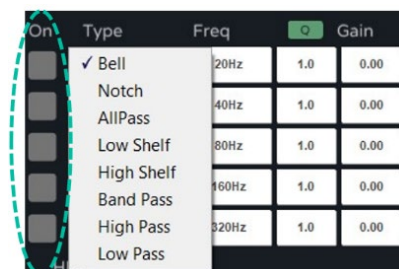 On Type Freq Q Gain
✓ Bell 20Hz 1.0 0.00
Notch
AllPass 40Hz 1.0 0.00
Low Shelf 80Hz 1.0 0.00
High Shelf
Band Pass 160Hz 1.0 0.00
High Pass 320Hz 1.0 0.00
Low Pass